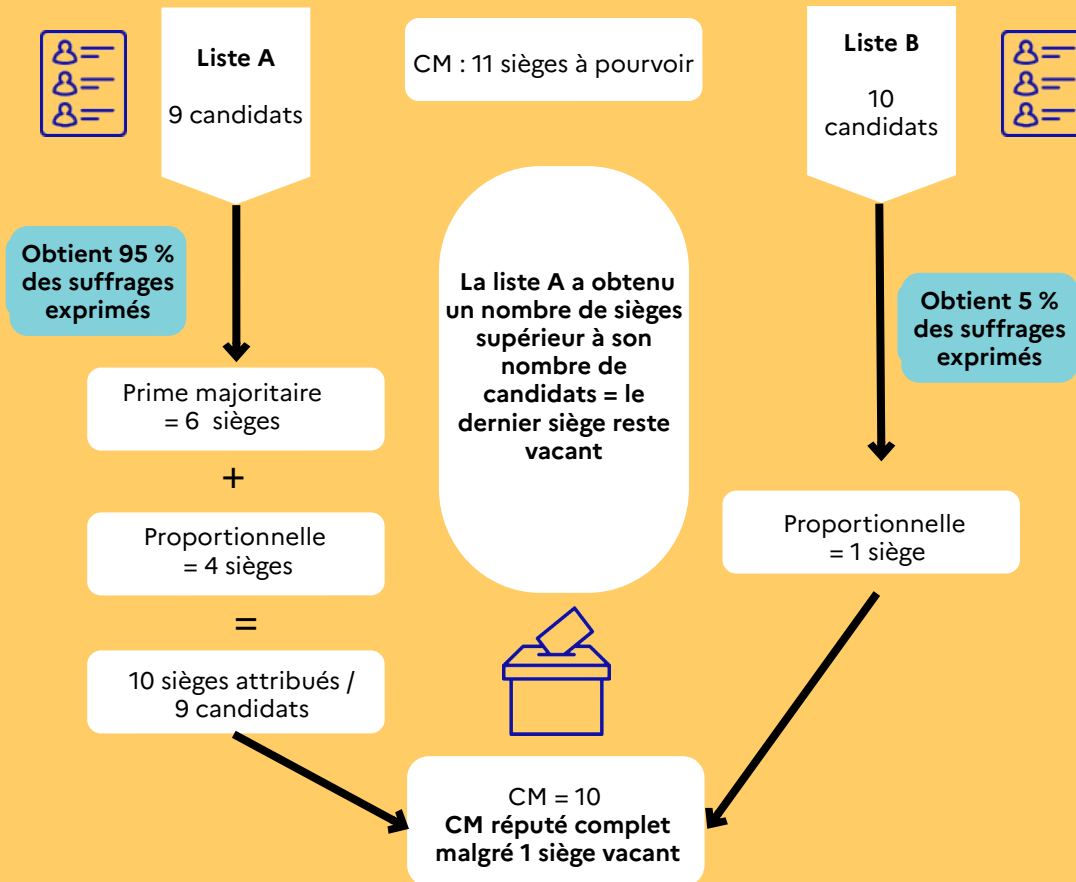 Liste A
9 candidats
CM : 11 sièges à pourvoir
Liste B
10
candidats
Obtient 95 %
des suffrages
exprimés
La liste A a obtenu
un nombre de sièges
supérieur à son
nombre de
candidats = le
dernier siège reste
vacant
Obtient 5 %
des suffrages
exprimés
Prime majoritaire
= 6 sièges
+
Proportionnelle
= 4 sièges
=
10 sièges attribués /
9 candidats
Proportionnelle
= 1 siège
CM = 10
CM réputé complet
malgré 1 siège vacant